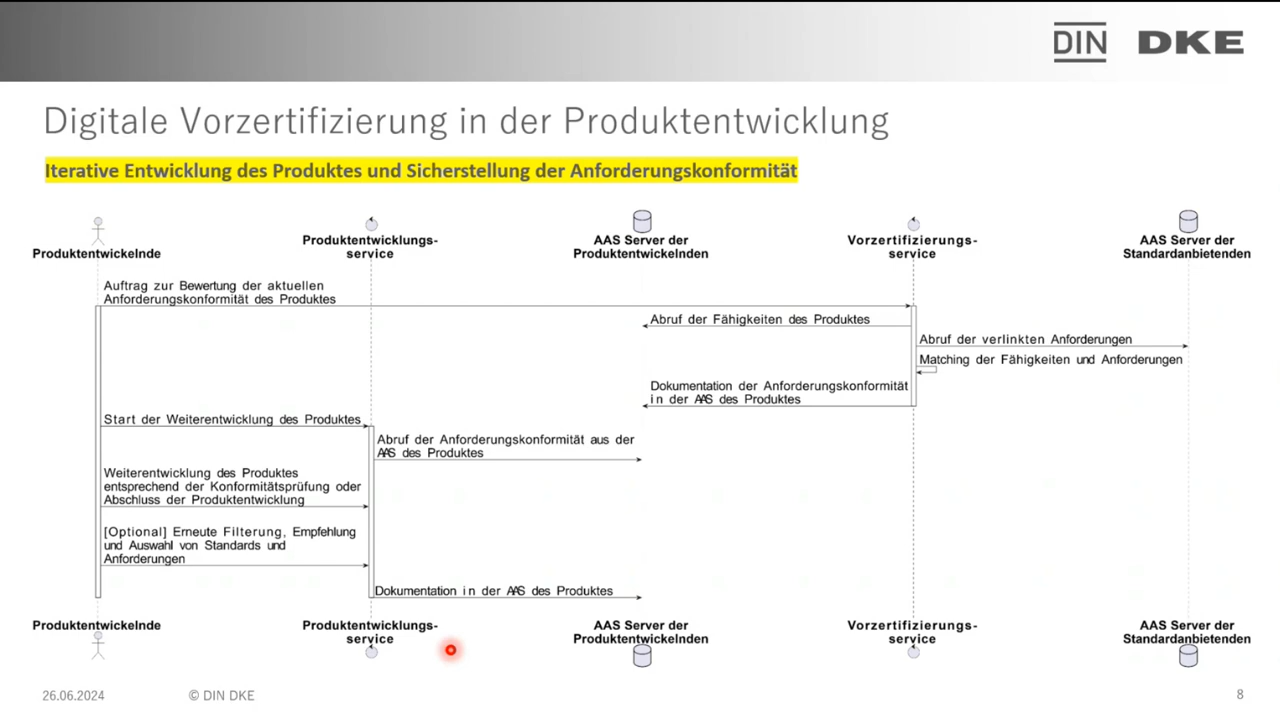 DIN DKE
Digitale Vorzertifizierung in der Produktentwicklung
Iterative Entwicklung des Produktes und Sicherstellung der Anforderungskonformität
Produktentwickelnde
Produktentwicklungs-
service
AAS Server der
Produktentwickelnden
Vorzertifizierungs-
service
AAS Server der
Standardanbietenden
Auftrag zur Bewertung der aktuellen
Anforderungskonformität des Produktes
Abruf der Fähigkeiten des Produktes
Abruf der verlinkten Anforderungen
Matching der Fähigkeiten und Anforderungen
Dokumentation der Anforderungskonformität
in der AAS des Produktes
Start der Weiterentwicklung des Produktes
Abruf der Anforderungskonformität aus der
AAS des Produktes
Weiterentwicklung des Produktes
entsprechend der Konformitätsprüfung oder
Abschluss der Produktentwicklung
[Optional] Erneute Filterung, Empfehlung
und Auswahl von Standards und
Anforderungen
Dokumentation in der AAS des Produktes
Produktentwickelnde
Produktentwicklungs-
service
AAS Server der
Produktentwickelnden
Vorzertifizierungs-
service
AAS Server der
Standardanbietenden
26.06.2024
© DIN DKE
8